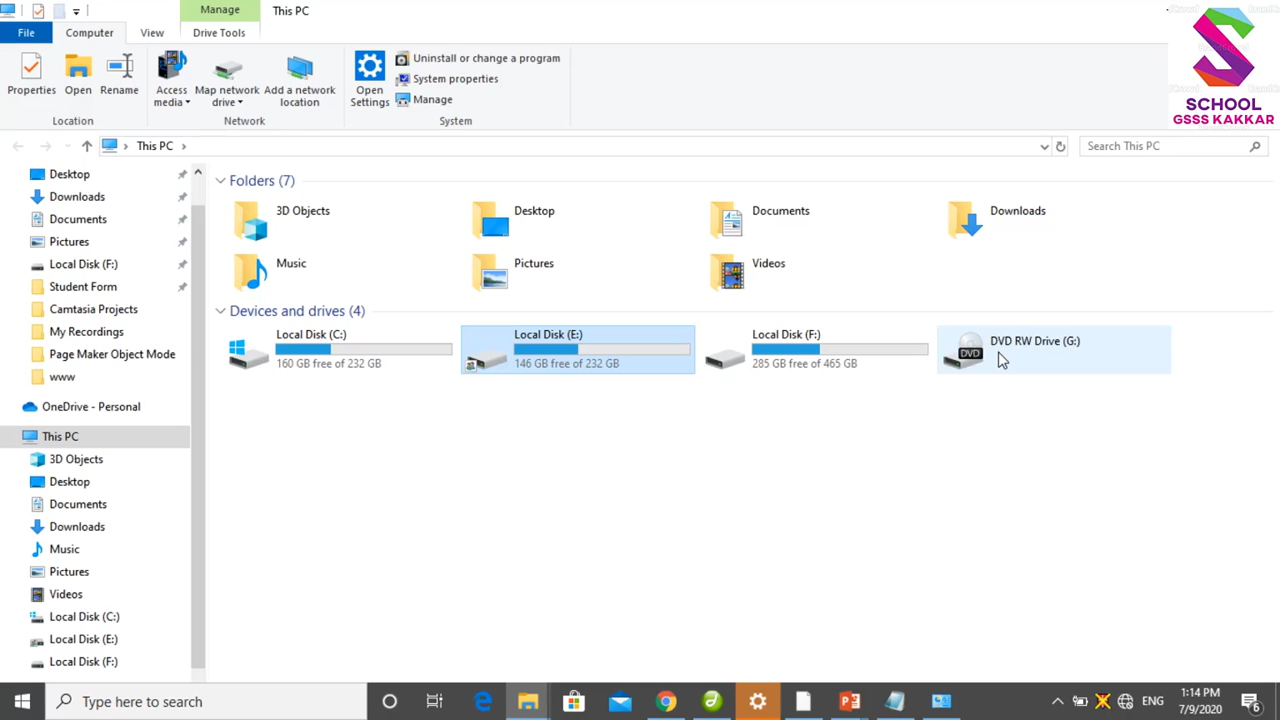 Manage
This PC
File
Computer
View
Drive Tools
Properties
Open
Rename
Access media
Map network drive
Add a network location
Open Settings
Uninstall or change a program
System properties
Manage
Location
Network
System
SCHOOL
GSSS KAKKAR
This PC
Search This PC
Desktop
Downloads
Documents
Pictures
Local Disk (F:)
Student Form
Camtasia Projects
My Recordings
Page Maker Object Mode
www
OneDrive - Personal
This PC
3D Objects
Desktop
Documents
Downloads
Music
Pictures
Videos
Local Disk (C:)
Local Disk (E:)
Local Disk (F:)
Folders (7)
3D Objects
Desktop
Documents
Downloads
Music
Pictures
Videos
Devices and drives (4)
Local Disk (C:)
160 GB free of 232 GB
Local Disk (E:)
146 GB free of 232 GB
Local Disk (F:)
285 GB free of 465 GB
DVD RW Drive (G:)
DVD
Type here to search
ENG
1:14 PM
7/9/2020
6